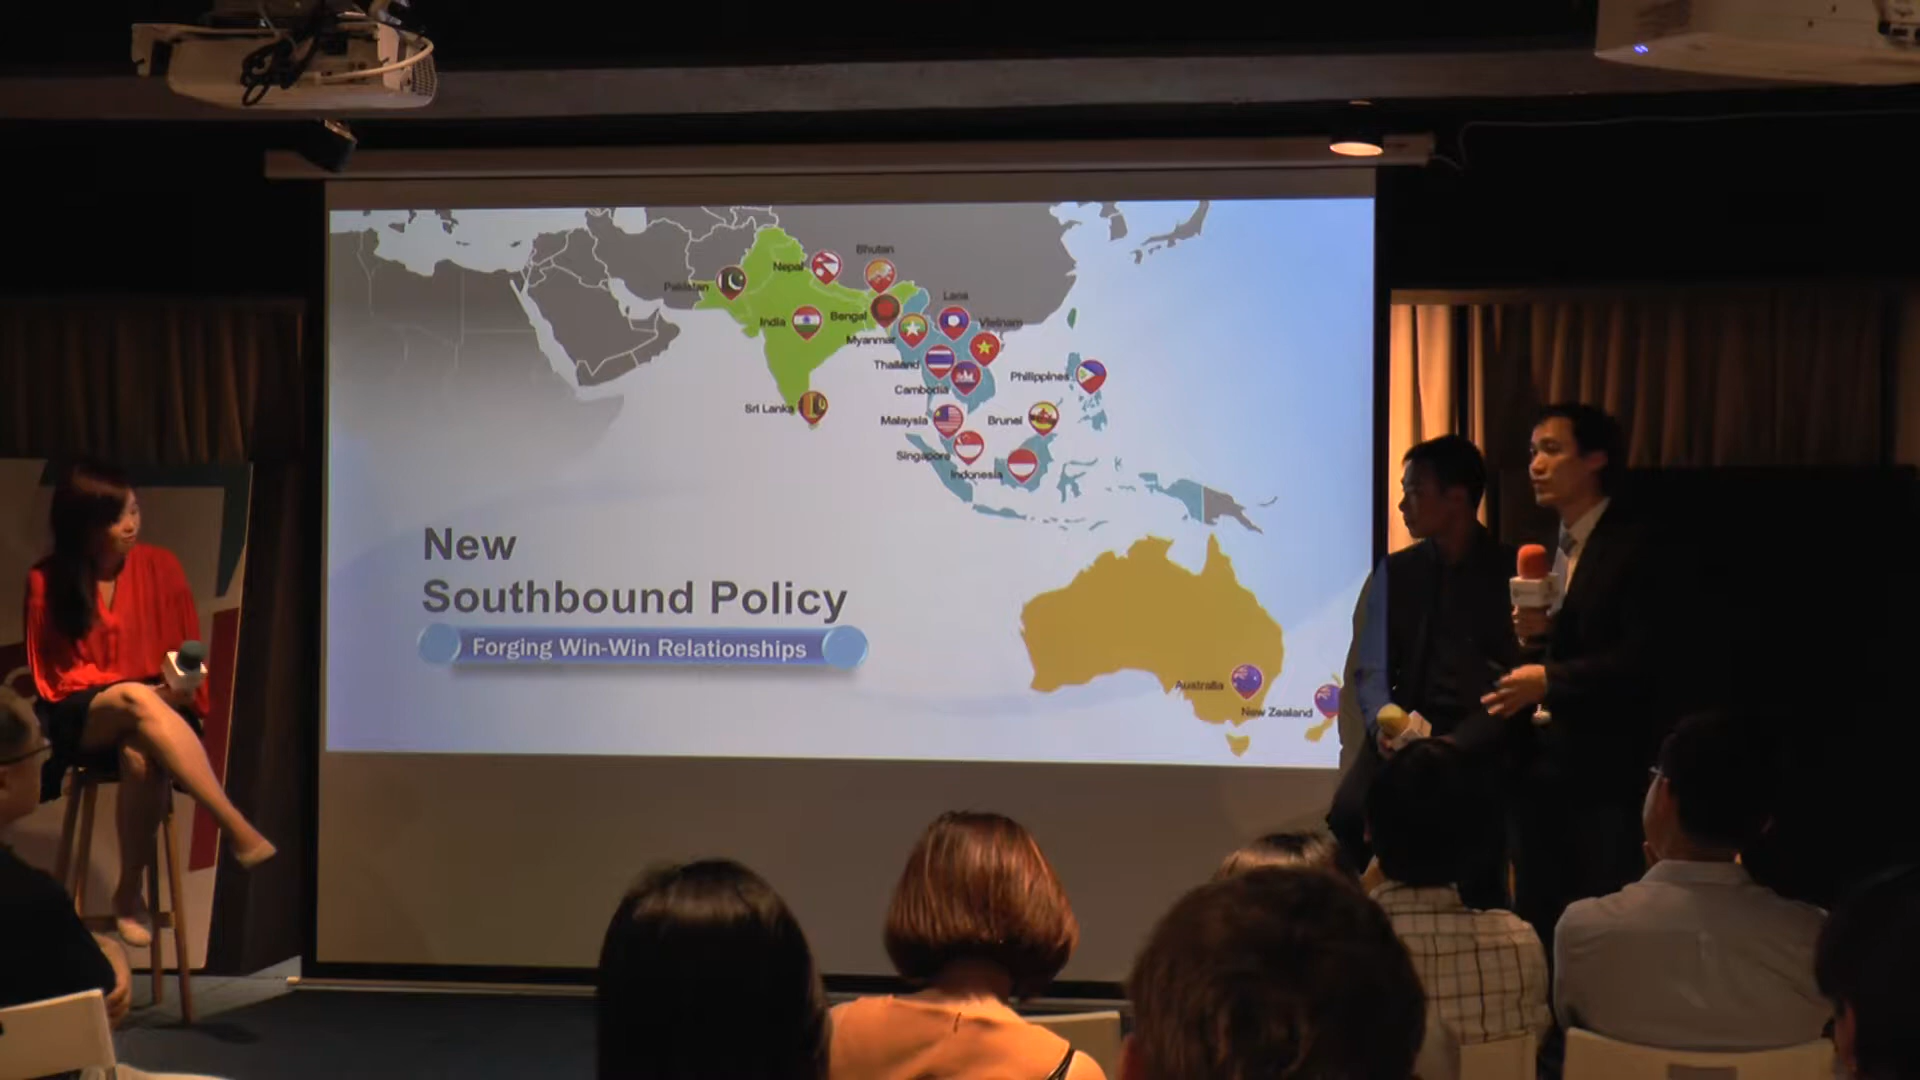 Bhutan
Nepal
Pakistan
Laos
Bengal
India
Vietnam
Myanmar
Thailand
Philippines
Cambodia
Sri Lanka
Malaysia
Brunei
Singapore
Indonesia
New
Southbound Policy
Forging Win-Win Relationships
Australia
New Zealand